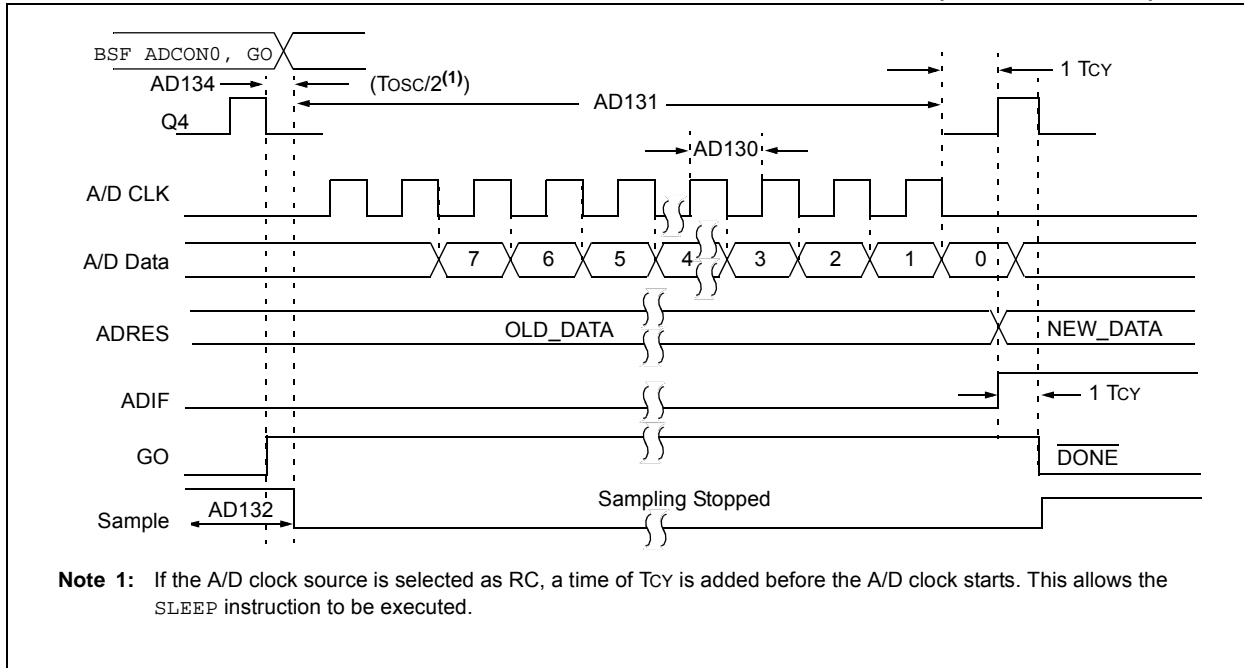 BSF ADCON0, GO
AD134 (TOSC/2(1)) 1 TCY
AD131
Q4
AD130
A/D CLK
A/D Data 7 6 5 4 3 2 1 0
ADRES OLD_DATA NEW_DATA
ADIF 1 TCY
GO DONE
Sampling Stopped
Sample AD132
Note 1: If the A/D clock source is selected as RC, a time of TCY is added before the A/D clock starts. This allows the
SLEEP instruction to be executed.